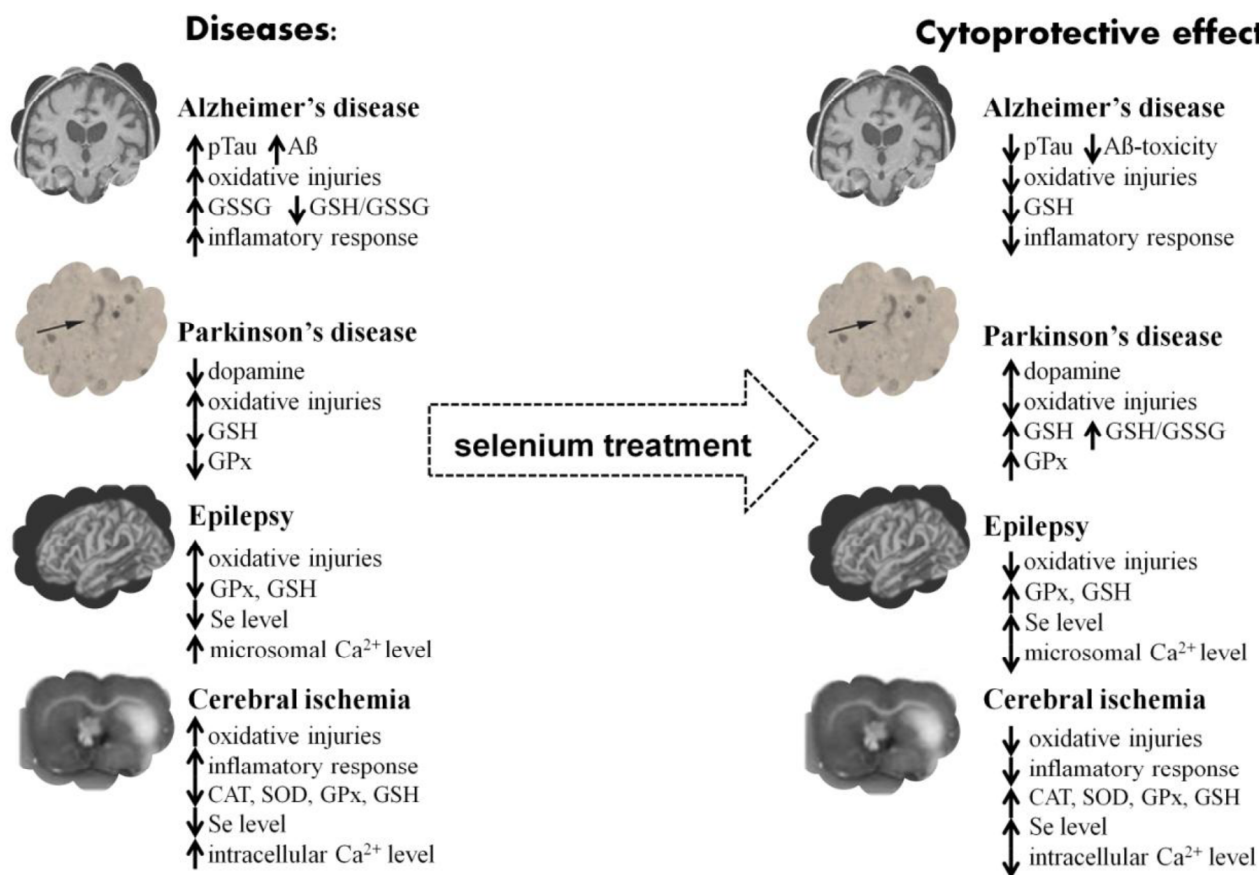 Diseases:
Alzheimer's disease
↑pTau ↑Aß
↑oxidative injuries
↑GSSG ↓GSH/GSSG
↑inflamatory response
Parkinson's disease
↓dopamine
↑oxidative injuries
↓GSH
↓GPx
Epilepsy
↑oxidative injuries
↓GPx, GSH
↓Se level
↑microsomal Ca²⁺ level
Cerebral ischemia
↑oxidative injuries
↑inflamatory response
↓CAT, SOD, GPx, GSH
↓Se level
↑intracellular Ca²⁺ level
selenium treatment
Cytoprotective effect
Alzheimer's disease
↓pTau ↓Aß-toxicity
↓oxidative injuries
↓GSH
↓inflamatory response
Parkinson's disease
↑dopamine
↓oxidative injuries
↑GSH ↑GSH/GSSG
↑GPx
Epilepsy
↓oxidative injuries
↑GPx, GSH
↑Se level
↓microsomal Ca²⁺ level
Cerebral ischemia
↓oxidative injuries
↓inflamatory response
↑CAT, SOD, GPx, GSH
↑Se level
↓intracellular Ca²⁺ level